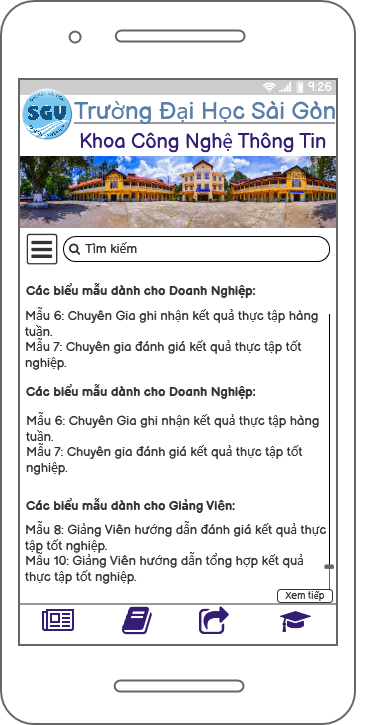 9:26
SGU
Trường Đại Học Sài Gòn
Khoa Công Nghệ Thông Tin
Tìm kiếm
Các biểu mẫu dành cho Doanh Nghiệp:
Mẫu 6: Chuyên Gia ghi nhận kết quả thực tập hàng
tuần.
Mẫu 7: Chuyên gia đánh giá kết quả thực tập tốt
nghiệp.
Các biểu mẫu dành cho Doanh Nghiệp:
Mẫu 6: Chuyên Gia ghi nhận kết quả thực tập hàng
tuần.
Mẫu 7: Chuyên gia đánh giá kết quả thực tập tốt
nghiệp.
Các biểu mẫu dành cho Giảng Viên:
Mẫu 8: Giảng Viên hướng dẫn đánh giá kết quả thực
tập tốt nghiệp.
Mẫu 10: Giảng Viên hướng dẫn tổng hợp kết quả
thực tập tốt nghiệp.
Xem tiếp